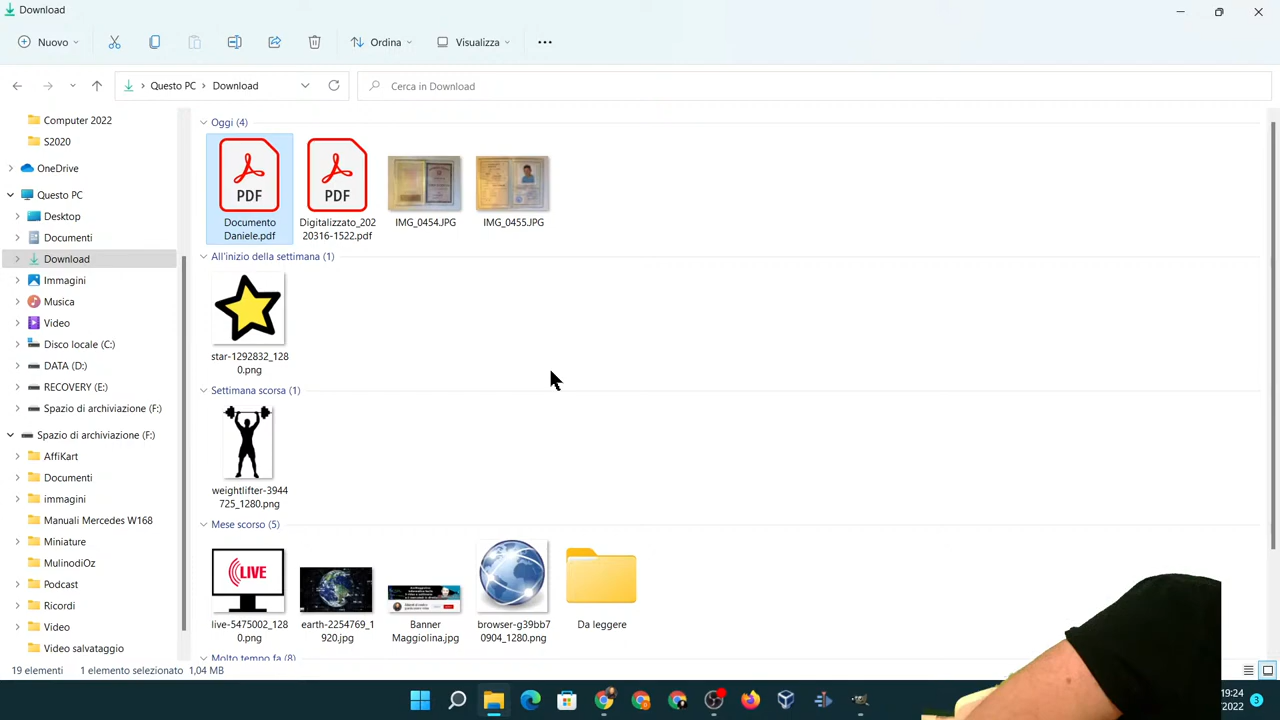 Download
Nuovo
Ordina
Visualizza
Questo PC
Download
Cerca in Download
Computer 2022
S2020
OneDrive
Questo PC
Desktop
Documenti
Download
Immagini
Musica
Video
Disco locale (C:)
DATA (D:)
RECOVERY (E:)
Spazio di archiviazione (F:)
Spazio di archiviazione (F:)
AffiKart
Documenti
immagini
Manuali Mercedes W168
Miniature
MulinodiOz
Podcast
Ricordi
Video
Video salvataggio
Oggi (4)
PDF
Documento
Daniele.pdf
PDF
Digitalizzato_202
20316-1522.pdf
IMG_0454.JPG
IMG_0455.JPG
All'inizio della settimana (1)
star-1292832_128
0.png
Settimana scorsa (1)
weightlifter-3944
725_1280.png
Mese scorso (5)
LIVE
live-5475002_128
0.png
earth-2254769_1
920.jpg
Banner
Maggiolina.jpg
browser-g39bb7
0904_1280.png
Da leggere
Molto tempo fa (8)
19 elementi
1 elemento selezionato 1,04 MB
19:24
2022
3